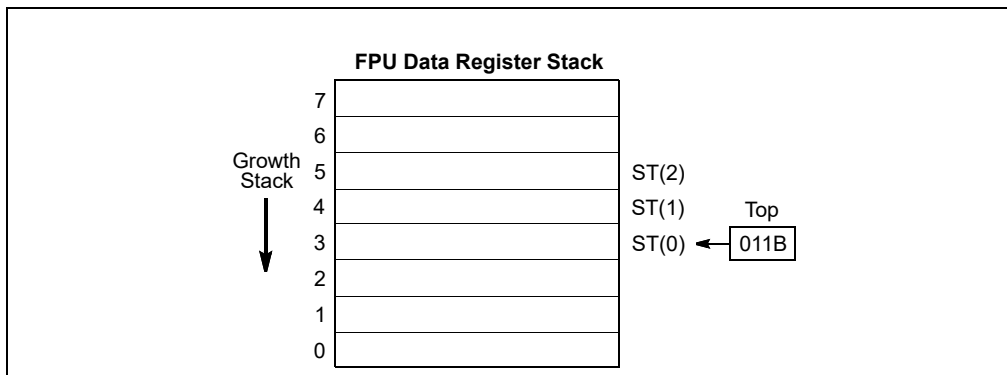 FPU Data Register Stack
7
6
Growth
Stack
5
ST(2)
4
ST(1)
Top
3
ST(0)
011B
2
1
0